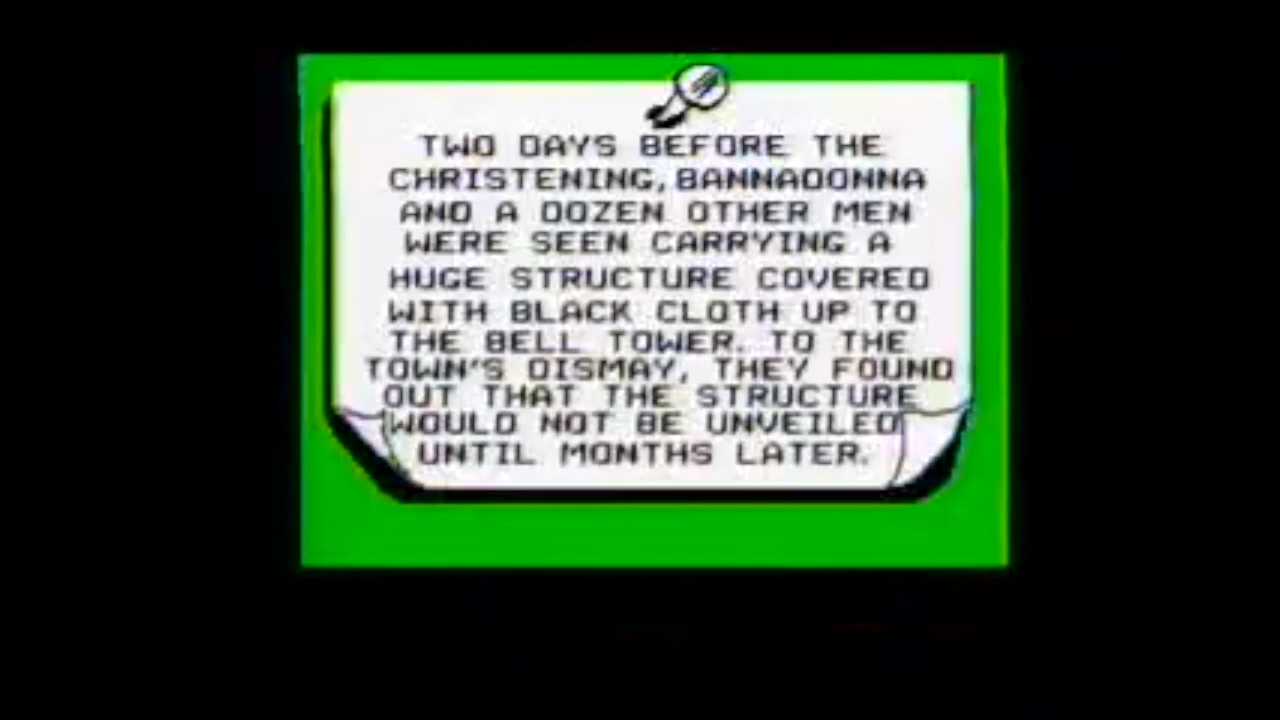 TWO DAYS BEFORE THE
CHRISTENING, BANNADONNA
AND A DOZEN OTHER MEN
WERE SEEN CARRYING A
HUGE STRUCTURE COVERED
WITH BLACK CLOTH UP TO
THE BELL TOWER. TO THE
TOWN'S DISMAY, THEY FOUND
OUT THAT THE STRUCTURE
WOULD NOT BE UNVEILED
UNTIL MONTHS LATER.